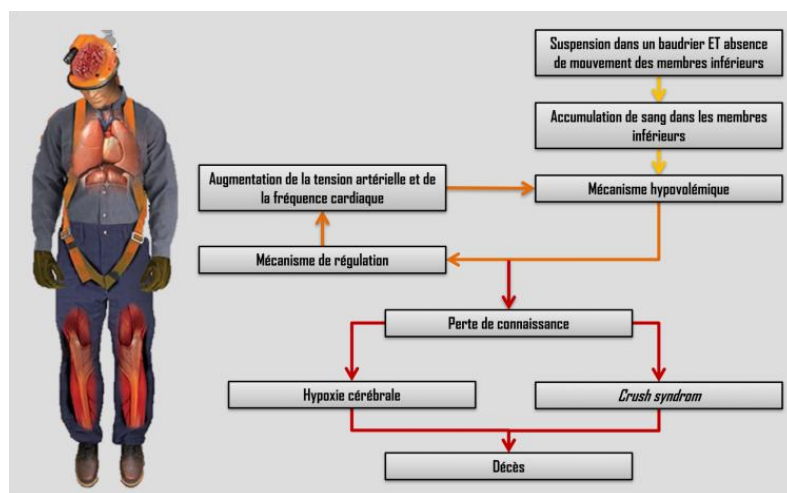 Suspension dans un baudrier ET absence
de mouvement des membres inférieurs
Accumulation de sang dans les membres
inférieurs
Augmentation de la tension artérielle et de
la fréquence cardiaque
Mécanisme hypovolémique
Mécanisme de régulation
Perte de connaissance
Hypoxie cérébrale
Crush syndrom
Décès